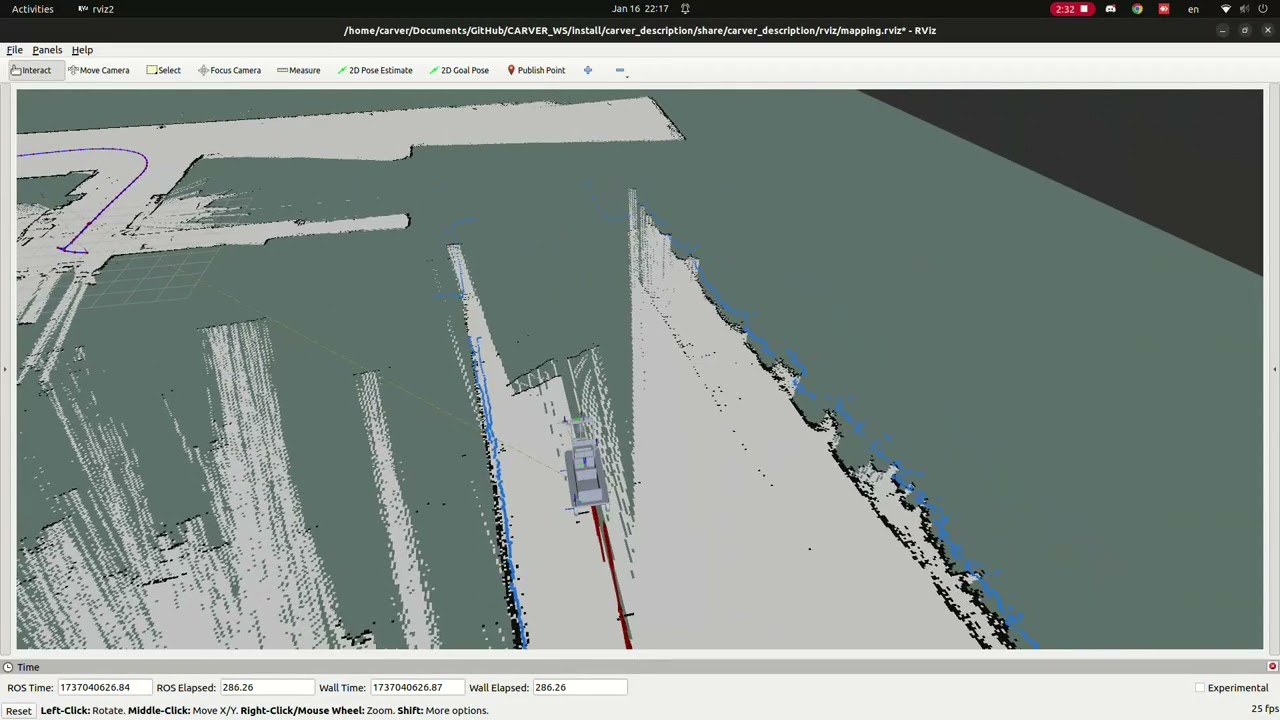 Activities rviz2 Jan 16 22:17 2:32 en
/home/carver/Documents/GitHub/CARVER_WS/install/carver_description/share/carver_description/rviz/mapping.rviz* - RViz
File Panels Help
Interact Move Camera Select Focus Camera Measure 2D Pose Estimate 2D Goal Pose Publish Point
Time
ROS Time: 1737040626.84 ROS Elapsed: 286.26 Wall Time: 1737040626.87 Wall Elapsed: 286.26 Experimental
Reset Left-Click: Rotate. Middle-Click: Move X/Y. Right-Click/Mouse Wheel: Zoom. Shift: More options. 25 fps